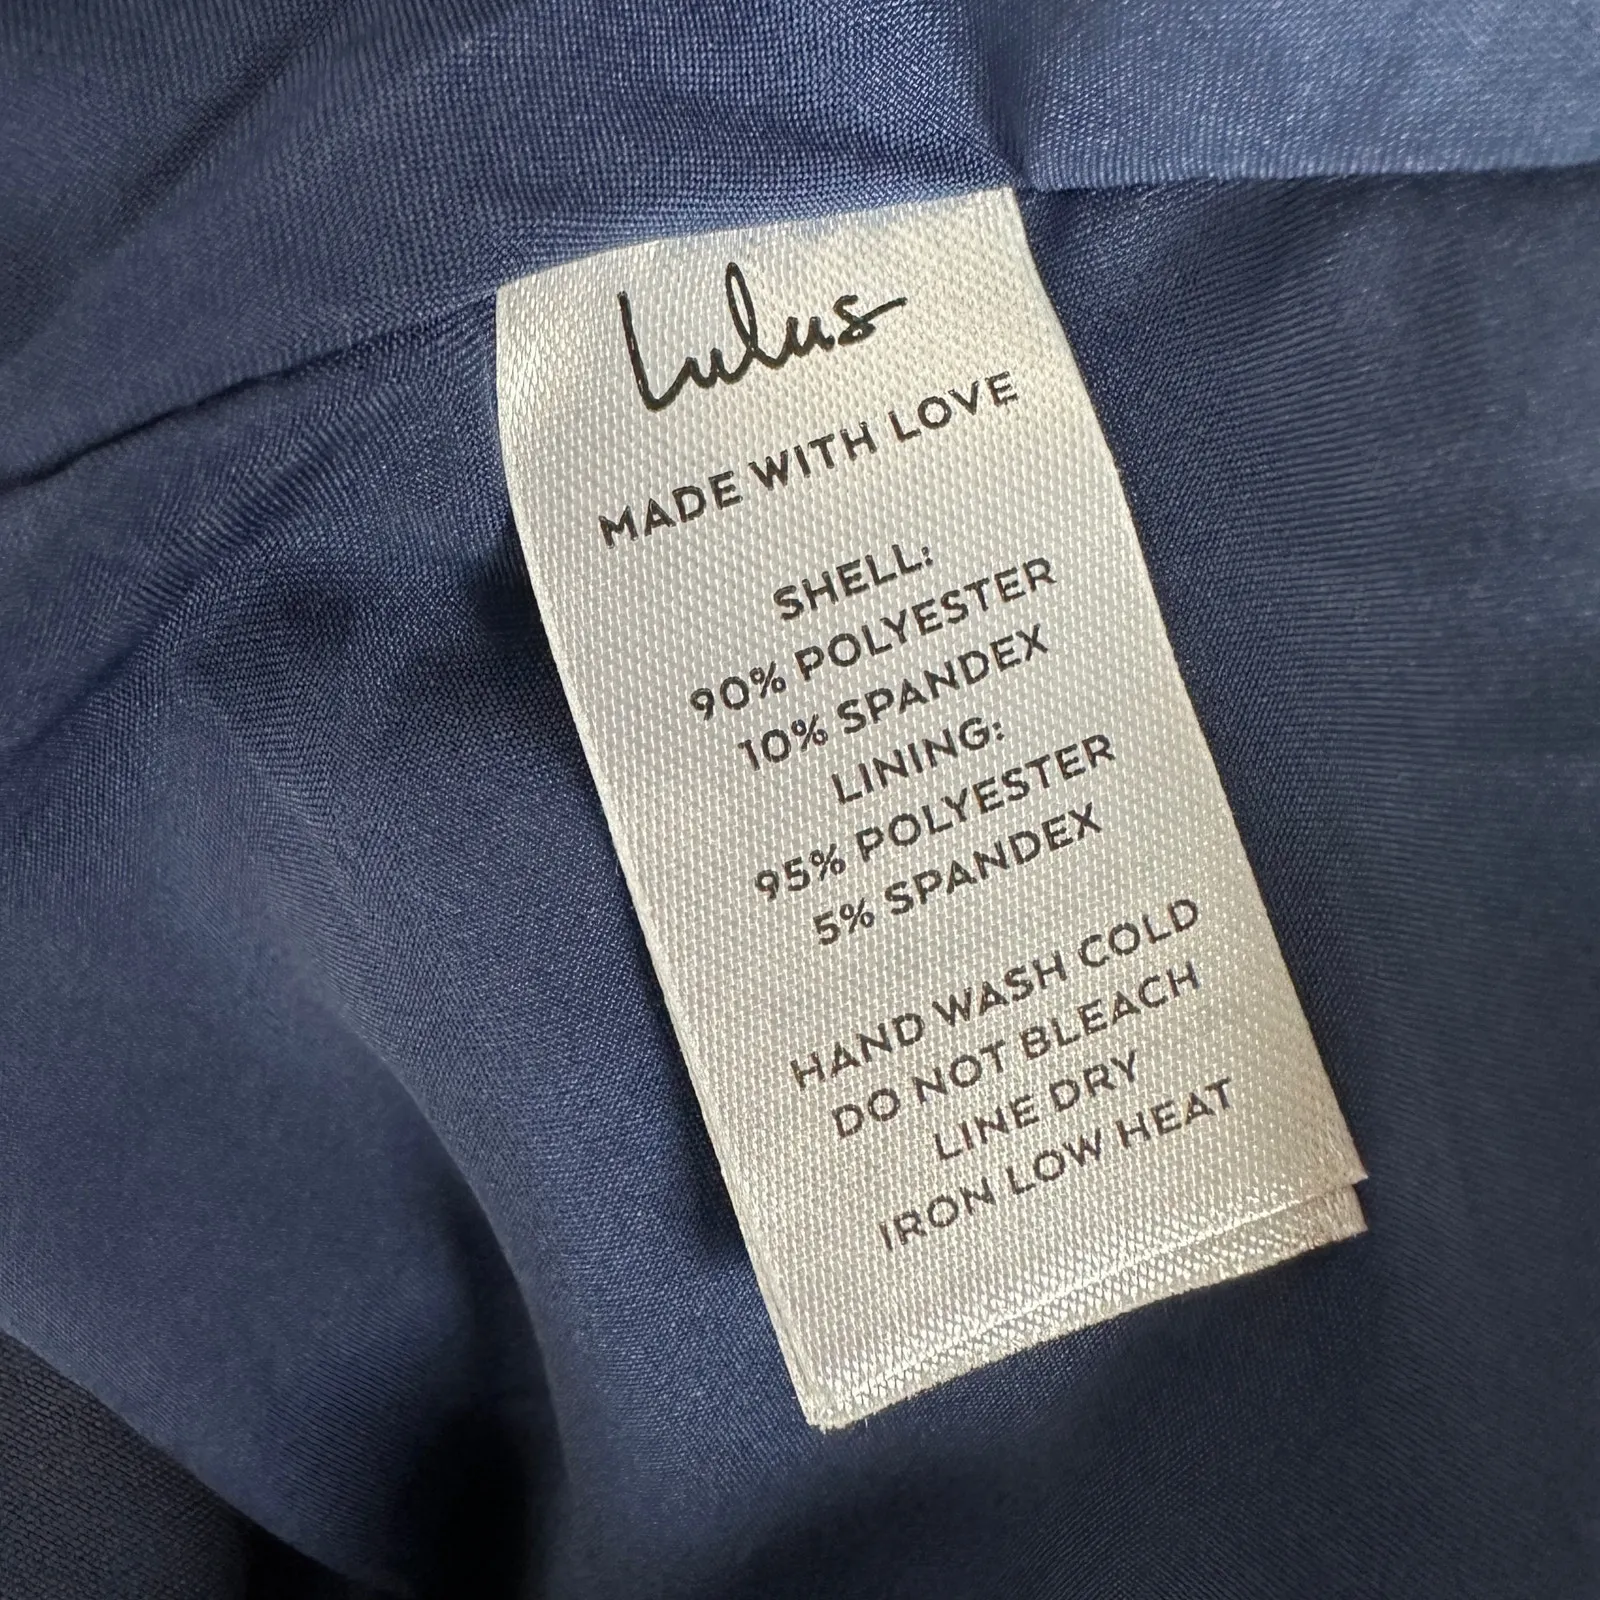 Lulus
MADE WITH LOVE
SHELL:
90% POLYESTER
10% SPANDEX
LINING:
95% POLYESTER
5% SPANDEX
HAND WASH COLD
DO NOT BLEACH
LINE DRY
IRON LOW HEAT